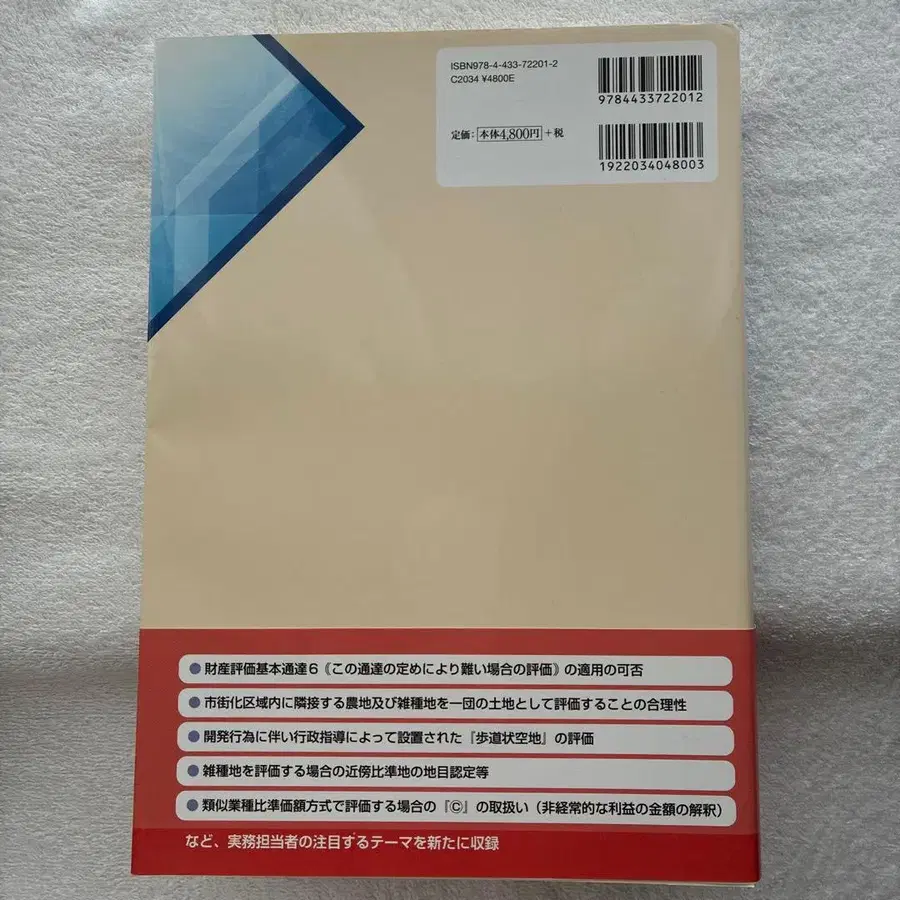 ISBN978-4-433-72201-2
C2034 ¥4800E
9784433722012
定価：本体4,800円＋税
1922034048003
●財産評価基本通達６《この通達の定めにより難い場合の評価》の適用の可否
●市街化区域内に隣接する農地及び雑種地を一団の土地として評価することの合理性
●開発行為に伴い行政指導によって設置された『歩道状空地』の評価
●雑種地を評価する場合の近傍比準地の地目認定等
●類似業種比準価額方式で評価する場合の『Ⓒ』の取扱い（非経常的な利益の金額の解釈）
など、実務担当者の注目するテーマを新たに収録